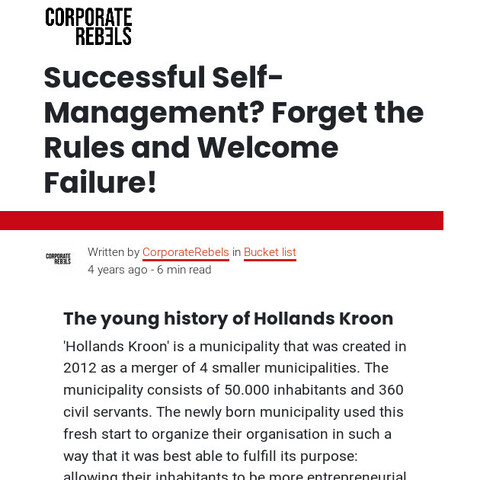 CORPORATE
REBELS
Successful Self-
Management? Forget the
Rules and Welcome
Failure!
CORPORATE
REBELS
Written by CorporateRebels in Bucket list
4 years ago - 6 min read
The young history of Hollands Kroon
'Hollands Kroon' is a municipality that was created in
2012 as a merger of 4 smaller municipalities. The
municipality consists of 50.000 inhabitants and 360
civil servants. The newly born municipality used this
fresh start to organize their organisation in such a
way that it was best able to fulfill its purpose:
allowing their inhabitants to be more entrepreneurial